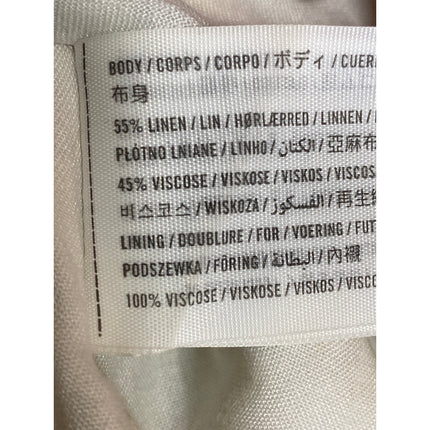 BODY / CORPS / CORPO / ボディ / CUER
布身
55% LINEN / LIN / HØRLÆRRED / LINNEN /
PŁÓTNO LNIANE / LINHO / الكتان / 亞麻布
45% VISCOSE / VISKOSE / VISKOS / VISCOS
비스코스 / WISKOZA / الفسكوز / 再生
LINING / DOUBLURE / FOR / VOERING / FUT
PODSZEWKA / FÖRING / البطانة / 內襯
100% VISCOSE / VISKOSE / VISKOS / VISCO